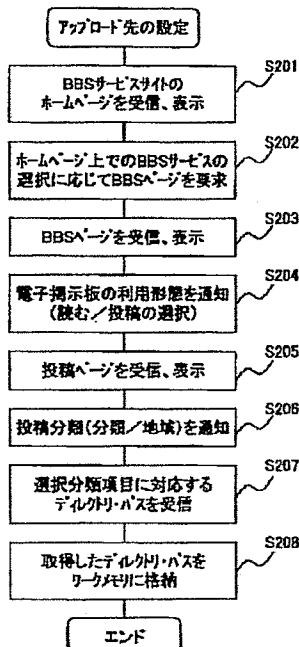 アップロード先の設定
S201
BBSサービスサイトの
ホームページを受信、表示
S202
ホームページ上でのBBSサービスの
選択に応じてBBSページを要求
S203
BBSページを受信、表示
S204
電子掲示板の利用形態を通知
(読む/投稿の選択)
S205
投稿ページを受信、表示
S206
投稿分類(分類/地域)を通知
S207
選択分類項目に対応する
ディレクトリ・パスを受信
S208
取得したディレクトリ・パスを
ワークメモリに格納
エンド